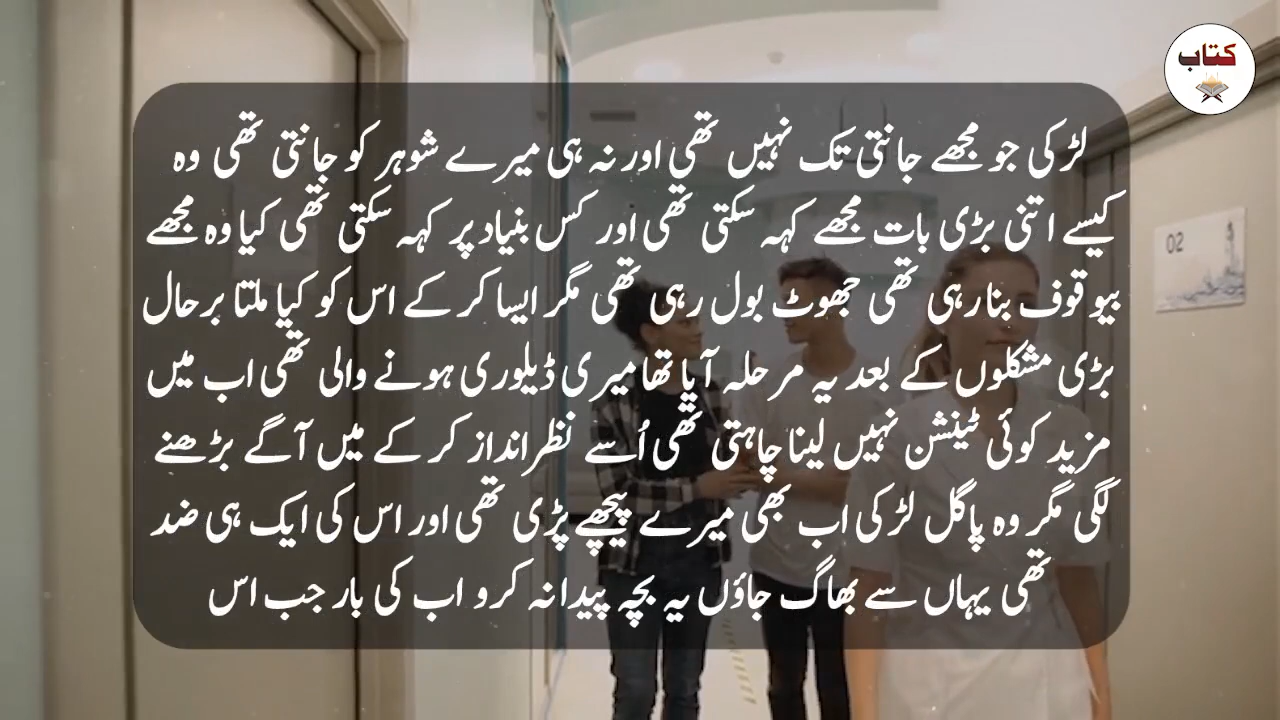 کتاب
لڑکی جو مجھے جانتی تک نہیں تھی اور نہ ہی میرے شوہر کو جانتی تھی وہ
کیسے اتنی بڑی بات مجھے کہہ سکتی تھی اور کس بنیاد پر کہہ سکتی تھی کیا وہ مجھے
بیوقوف بنا رہی تھی جھوٹ بول رہی تھی مگر ایسا کر کے اس کو کیا ملتا برحال
بڑی مشکلوں کے بعد یہ مرحلہ آیا تھا میری ڈیلوری ہونے والی تھی اب میں
مزید کوئی ٹینشن نہیں لینا چاہتی تھی اُسے نظر انداز کر کے میں آگے بڑھنے
لگی مگر وہ پاگل لڑکی اب بھی میرے پیچھے پڑی تھی اور اس کی ایک ہی ضد
تھی یہاں سے بھاگ جاؤں یہ بچہ پیدا نہ کرو اب کی بار جب اس
02